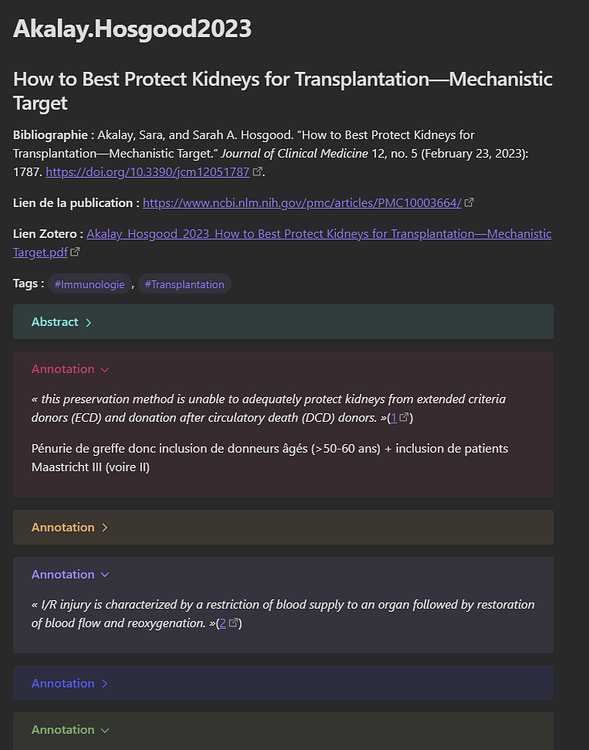 Akalay.Hosgood2023
How to Best Protect Kidneys for Transplantation—Mechanistic
Target
Bibliographie : Akalay, Sara, and Sarah A. Hosgood. “How to Best Protect Kidneys for
Transplantation—Mechanistic Target.” Journal of Clinical Medicine 12, no. 5 (February 23, 2023):
1787. https://doi.org/10.3390/jcm12051787.
Lien de la publication : https://www.ncbi.nlm.nih.gov/pmc/articles/PMC10003664/
Lien Zotero : Akalay_Hosgood_2023_How to Best Protect Kidneys for Transplantation—Mechanistic
Target.pdf
Tags : #Immunologie , #Transplantation
Abstract
Annotation
« this preservation method is unable to adequately protect kidneys from extended criteria
donors (ECD) and donation after circulatory death (DCD) donors. »(1)
Pénurie de greffe donc inclusion de donneurs âgés (>50-60 ans) + inclusion de patients
Maastricht III (voire II)
Annotation
Annotation
« I/R injury is characterized by a restriction of blood supply to an organ followed by restoration
of blood flow and reoxygenation. »(2)
Annotation
Annotation